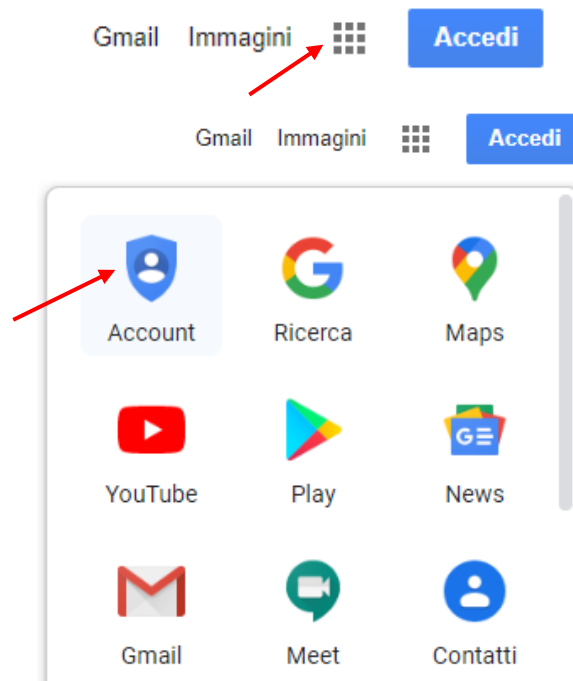 Gmail Immagini Accedi
Gmail Immagini Accedi
Account Ricerca Maps
YouTube Play News
Gmail Meet Contatti